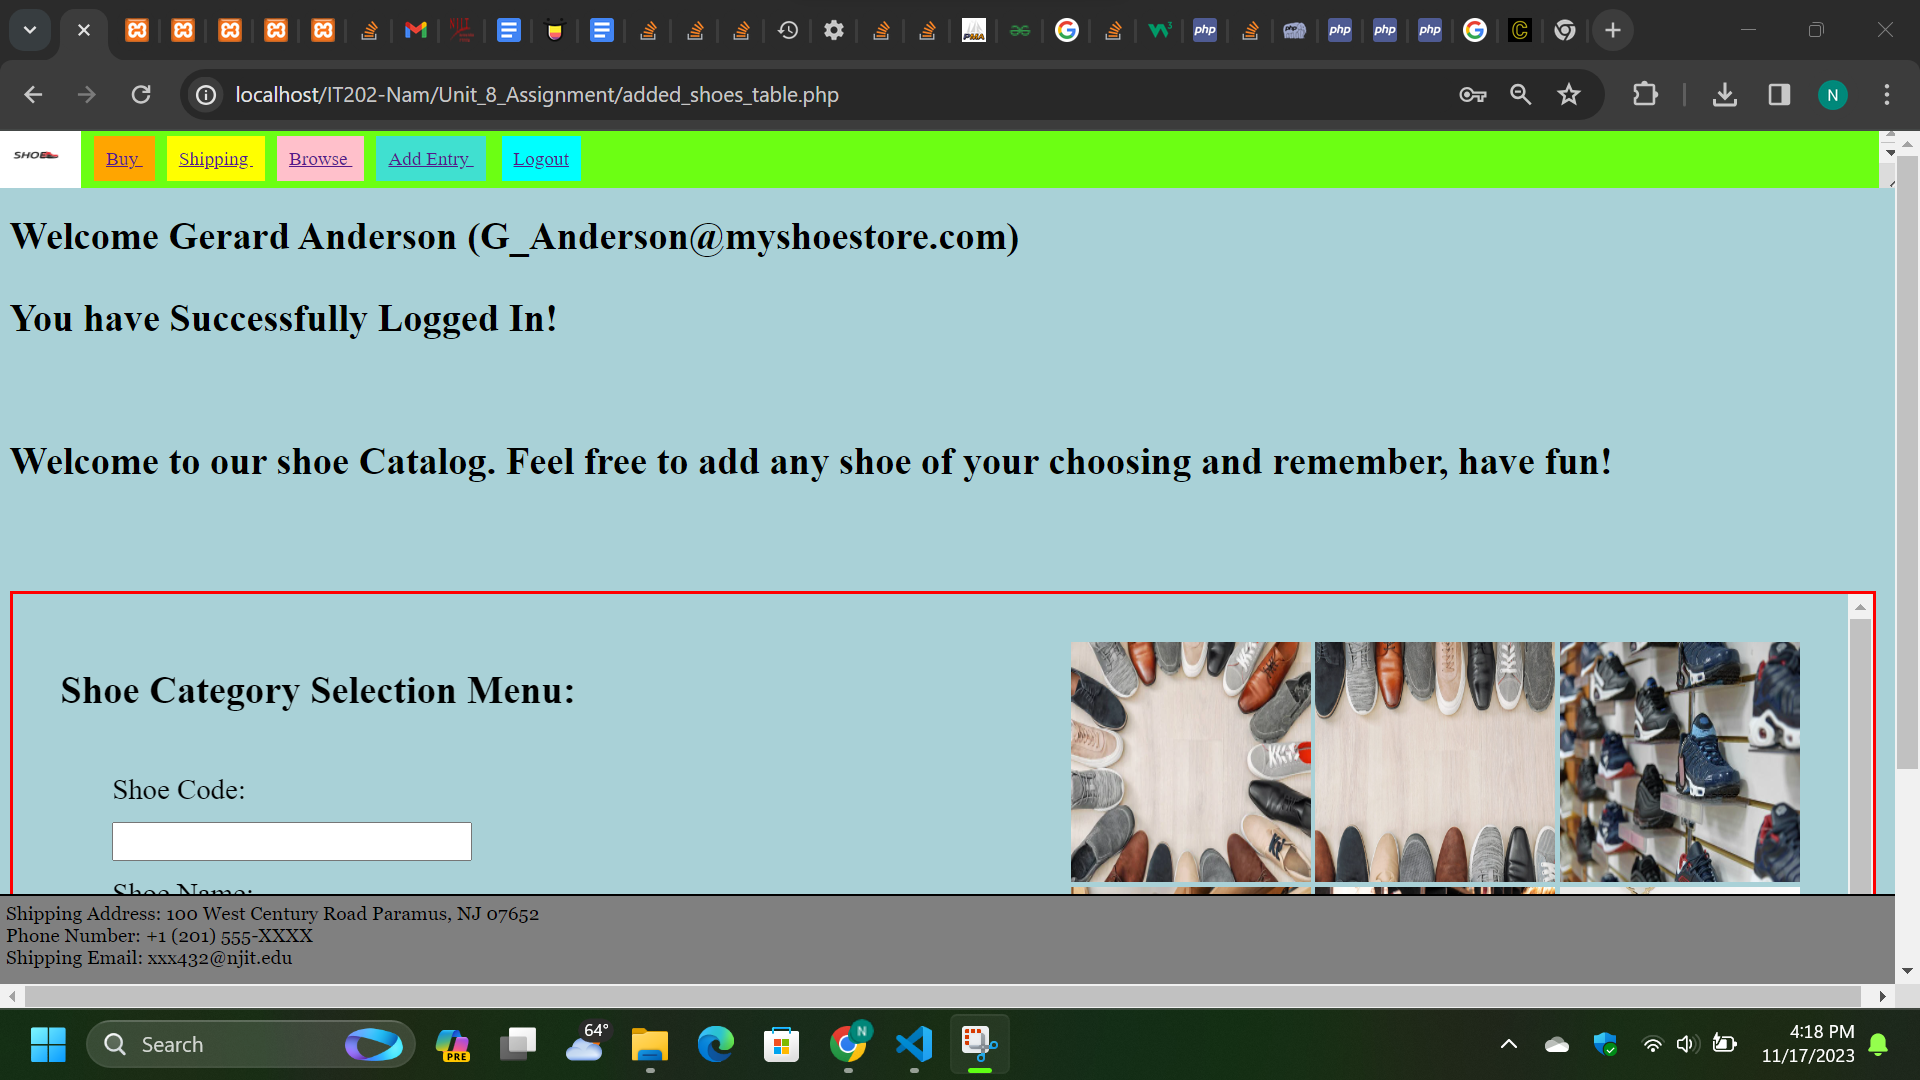 localhost/IT202-Nam/Unit_8_Assignment/added_shoes_table.php
N
SHOE
Buy Shipping Browse Add Entry Logout
Welcome Gerard Anderson (G_Anderson@myshoestore.com)
You have Successfully Logged In!
Welcome to our shoe Catalog. Feel free to add any shoe of your choosing and remember, have fun!
Shoe Category Selection Menu:
Shoe Code:
Shoe Name:
Shipping Address: 100 West Century Road Paramus, NJ 07652
Phone Number: +1 (201) 555-XXXX
Shipping Email: xxx432@njit.edu
Search
PRE
64°
N
4:18 PM
11/17/2023